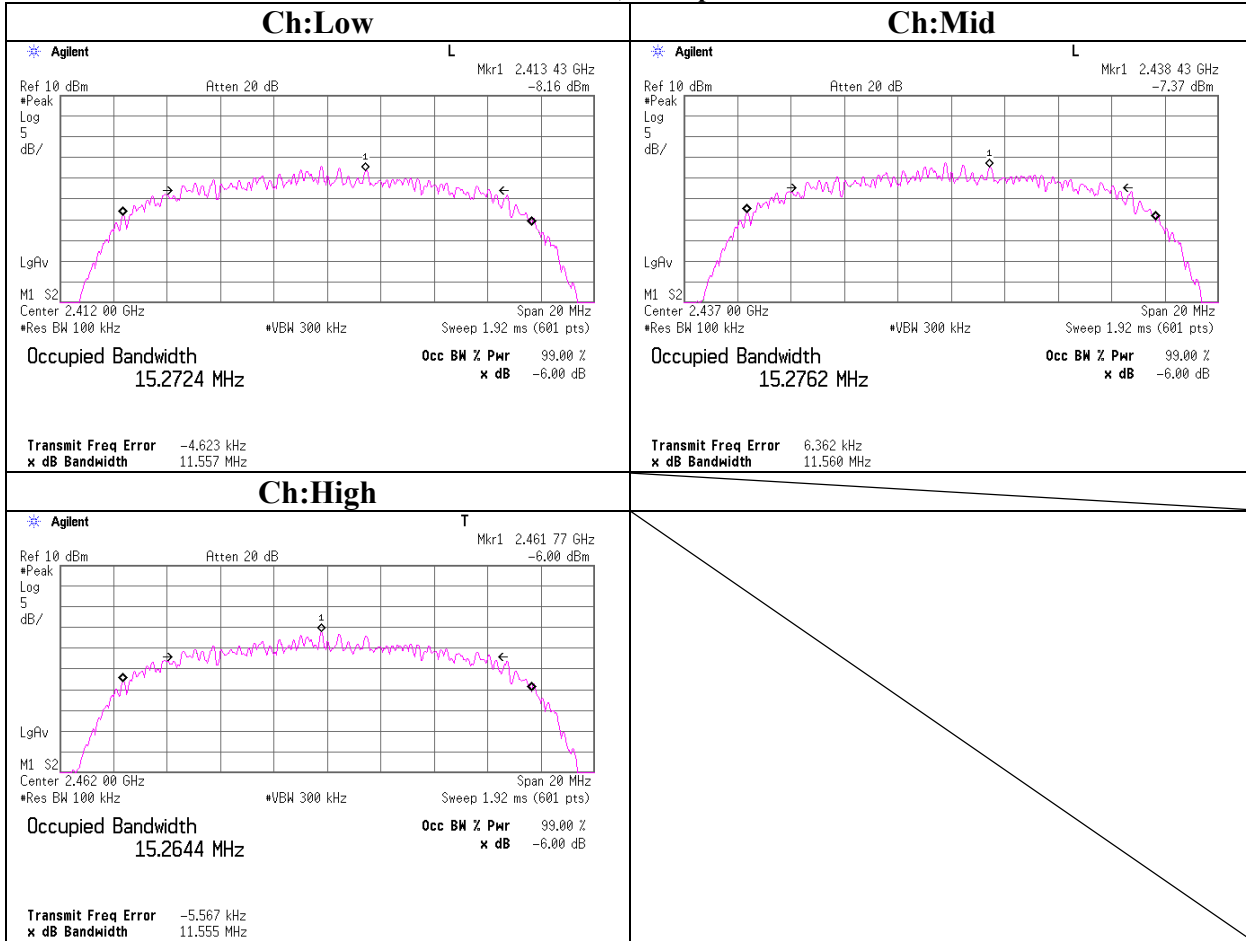 Ch:Low
Agilent
L
Mkr1 2.413 43 GHz
Ref 10 dBm Atten 20 dB -8.16 dBm
#Peak
Log
5
dB/
1
LgAv
M1 S2
Center 2.412 00 GHz Span 20 MHz
#Res BW 100 kHz #VBW 300 kHz Sweep 1.92 ms (601 pts)
Occupied Bandwidth Occ BW % Pwr 99.00 %
15.2724 MHz x dB -6.00 dB
Transmit Freq Error -4.623 kHz
x dB Bandwidth 11.557 MHz
Ch:Mid
Agilent
L
Mkr1 2.438 43 GHz
Ref 10 dBm Atten 20 dB -7.37 dBm
#Peak
Log
5
dB/
1
LgAv
M1 S2
Center 2.437 00 GHz Span 20 MHz
#Res BW 100 kHz #VBW 300 kHz Sweep 1.92 ms (601 pts)
Occupied Bandwidth Occ BW % Pwr 99.00 %
15.2762 MHz x dB -6.00 dB
Transmit Freq Error 6.362 kHz
x dB Bandwidth 11.560 MHz
Ch:High
Agilent
T
Mkr1 2.461 77 GHz
Ref 10 dBm Atten 20 dB -6.00 dBm
#Peak
Log
5
dB/
1
LgAv
M1 S2
Center 2.462 00 GHz Span 20 MHz
#Res BW 100 kHz #VBW 300 kHz Sweep 1.92 ms (601 pts)
Occupied Bandwidth Occ BW % Pwr 99.00 %
15.2644 MHz x dB -6.00 dB
Transmit Freq Error -5.567 kHz
x dB Bandwidth 11.555 MHz